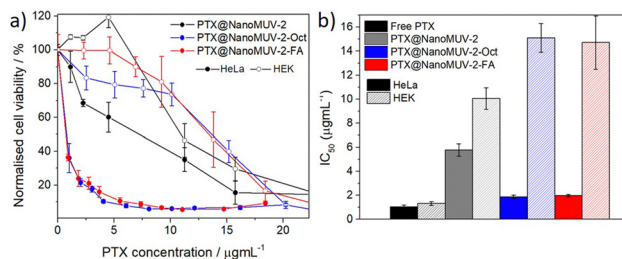 a)
Normalised cell viability / %
120
100
80
60
40
20
0
5
10
15
20
PTX concentration / µgmL⁻¹
PTX@NanoMUV-2
PTX@NanoMUV-2-Oct
PTX@NanoMUV-2-FA
HeLa
HEK
b)
IC₅₀ (µgmL⁻¹)
16
14
12
10
8
6
4
2
0
Free PTX
PTX@NanoMUV-2
PTX@NanoMUV-2-Oct
PTX@NanoMUV-2-FA
HeLa
HEK